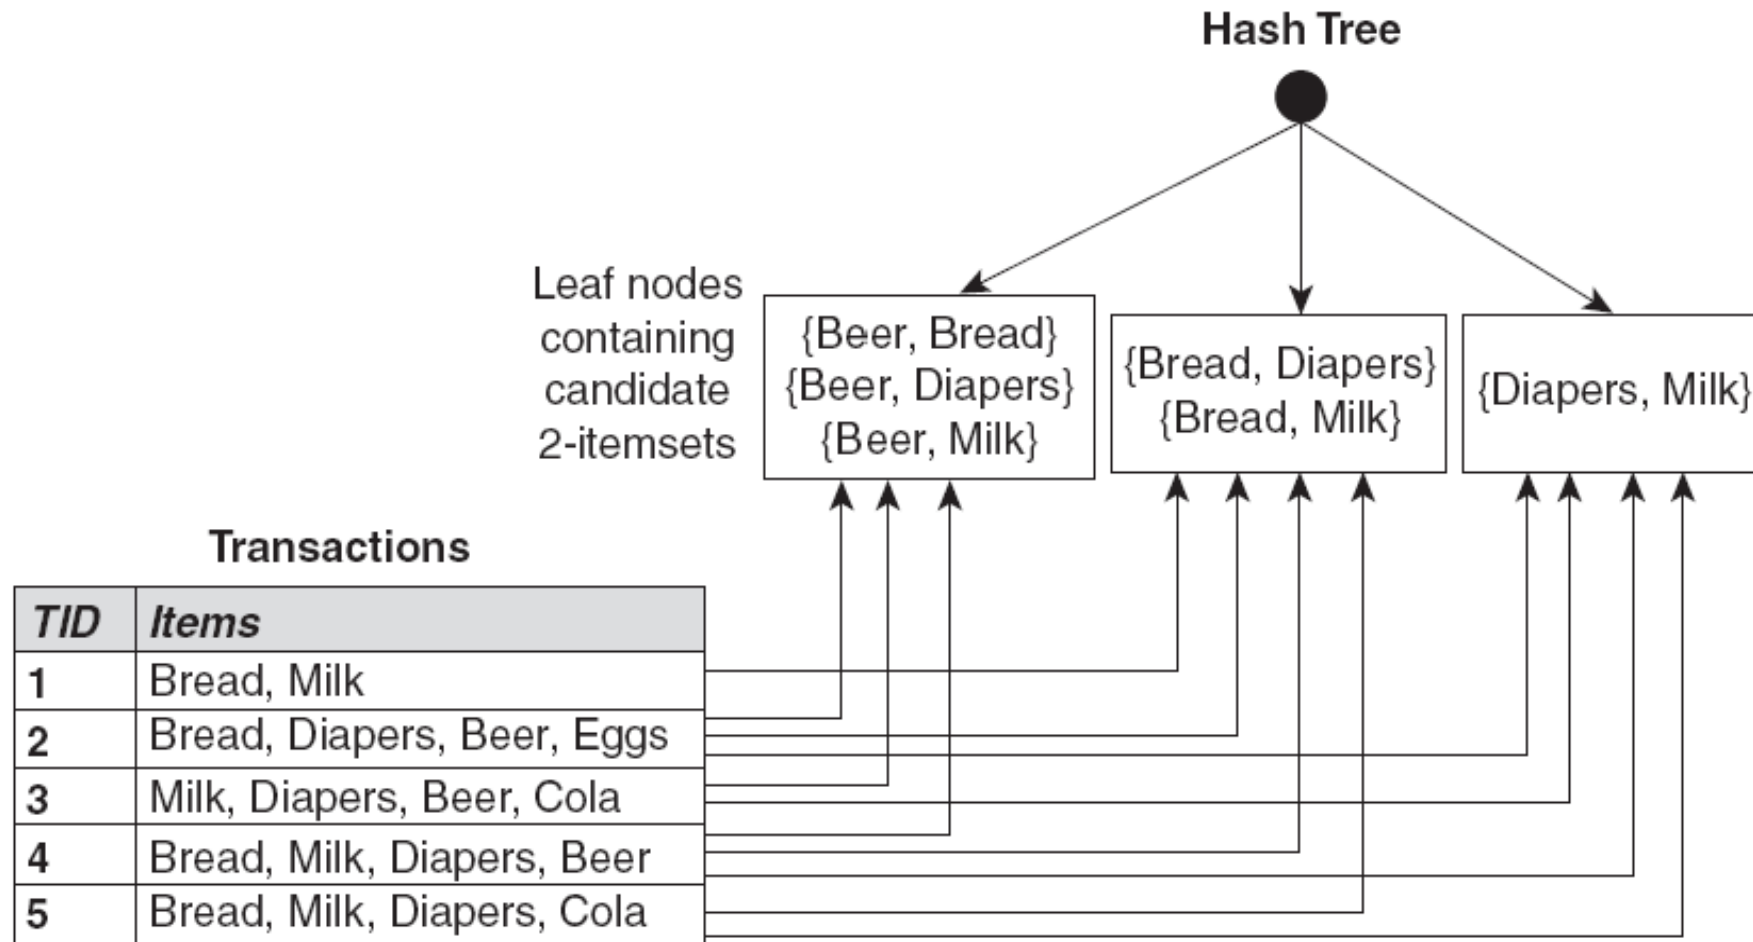 Hash Tree
Leaf nodes
containing
candidate
2-itemsets
{Beer, Bread}
{Beer, Diapers}
{Beer, Milk}
{Bread, Diapers}
{Bread, Milk}
{Diapers, Milk}
Transactions
TID Items
1 Bread, Milk
2 Bread, Diapers, Beer, Eggs
3 Milk, Diapers, Beer, Cola
4 Bread, Milk, Diapers, Beer
5 Bread, Milk, Diapers, Cola